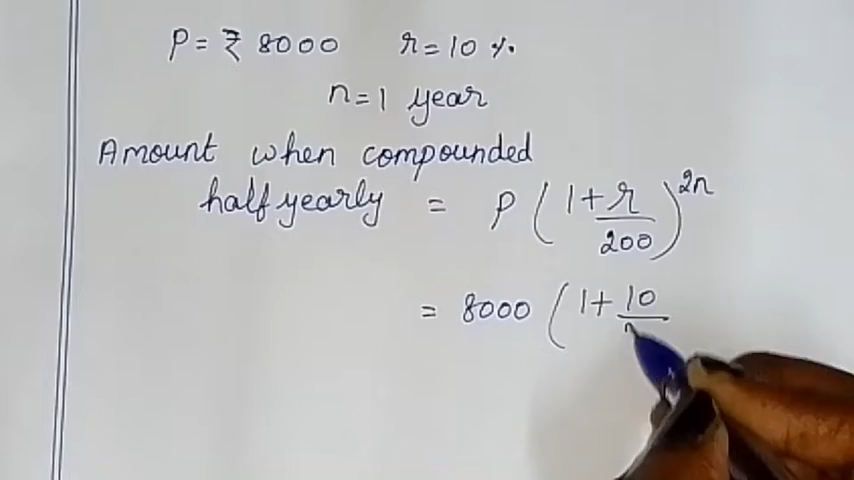 P = ₹ 8000 r = 10 %.
n = 1 year
Amount when compounded
half yearly = P ( 1 + r/200 )^2n
= 8000 ( 1 + 10/